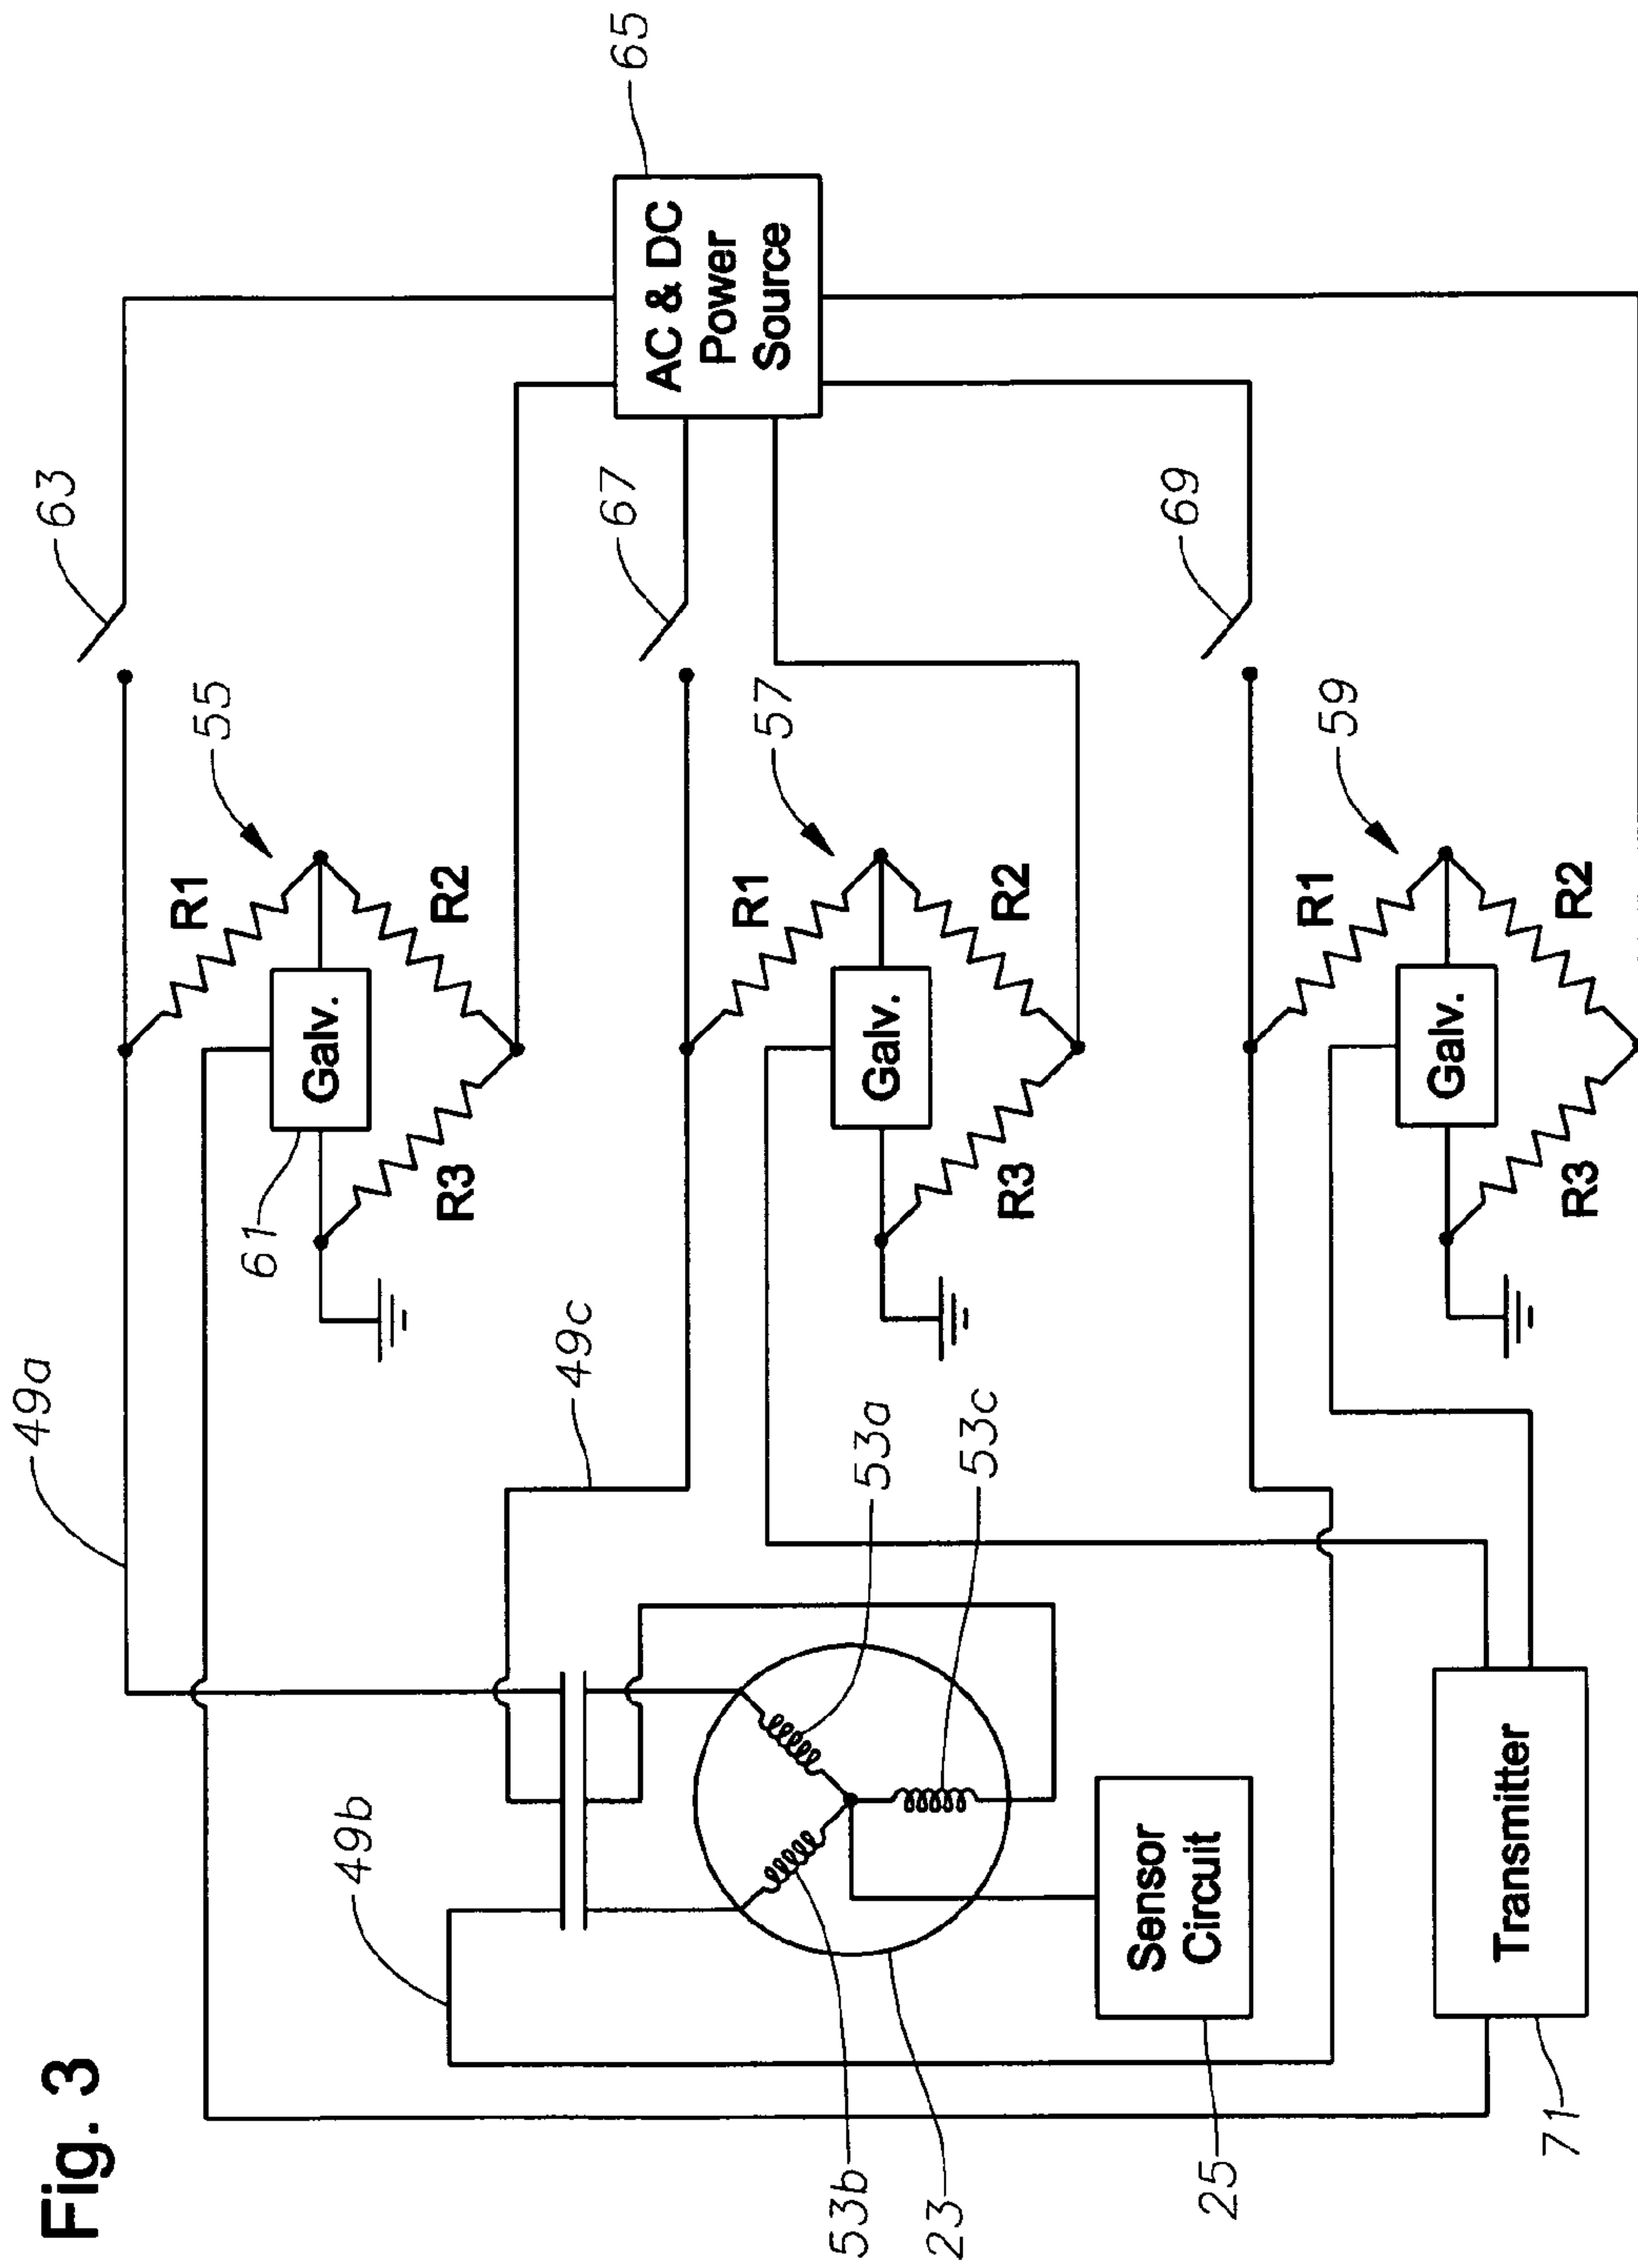 Fig. 3
49a
63
55
R1
61
Galv.
R2
R3
65
AC & DC
Power
Source
49b
49c
67
57
R1
Galv.
R2
R3
53a
53c
53b
23
69
59
R1
Galv.
R2
R3
Sensor
Circuit
25
Transmitter
71